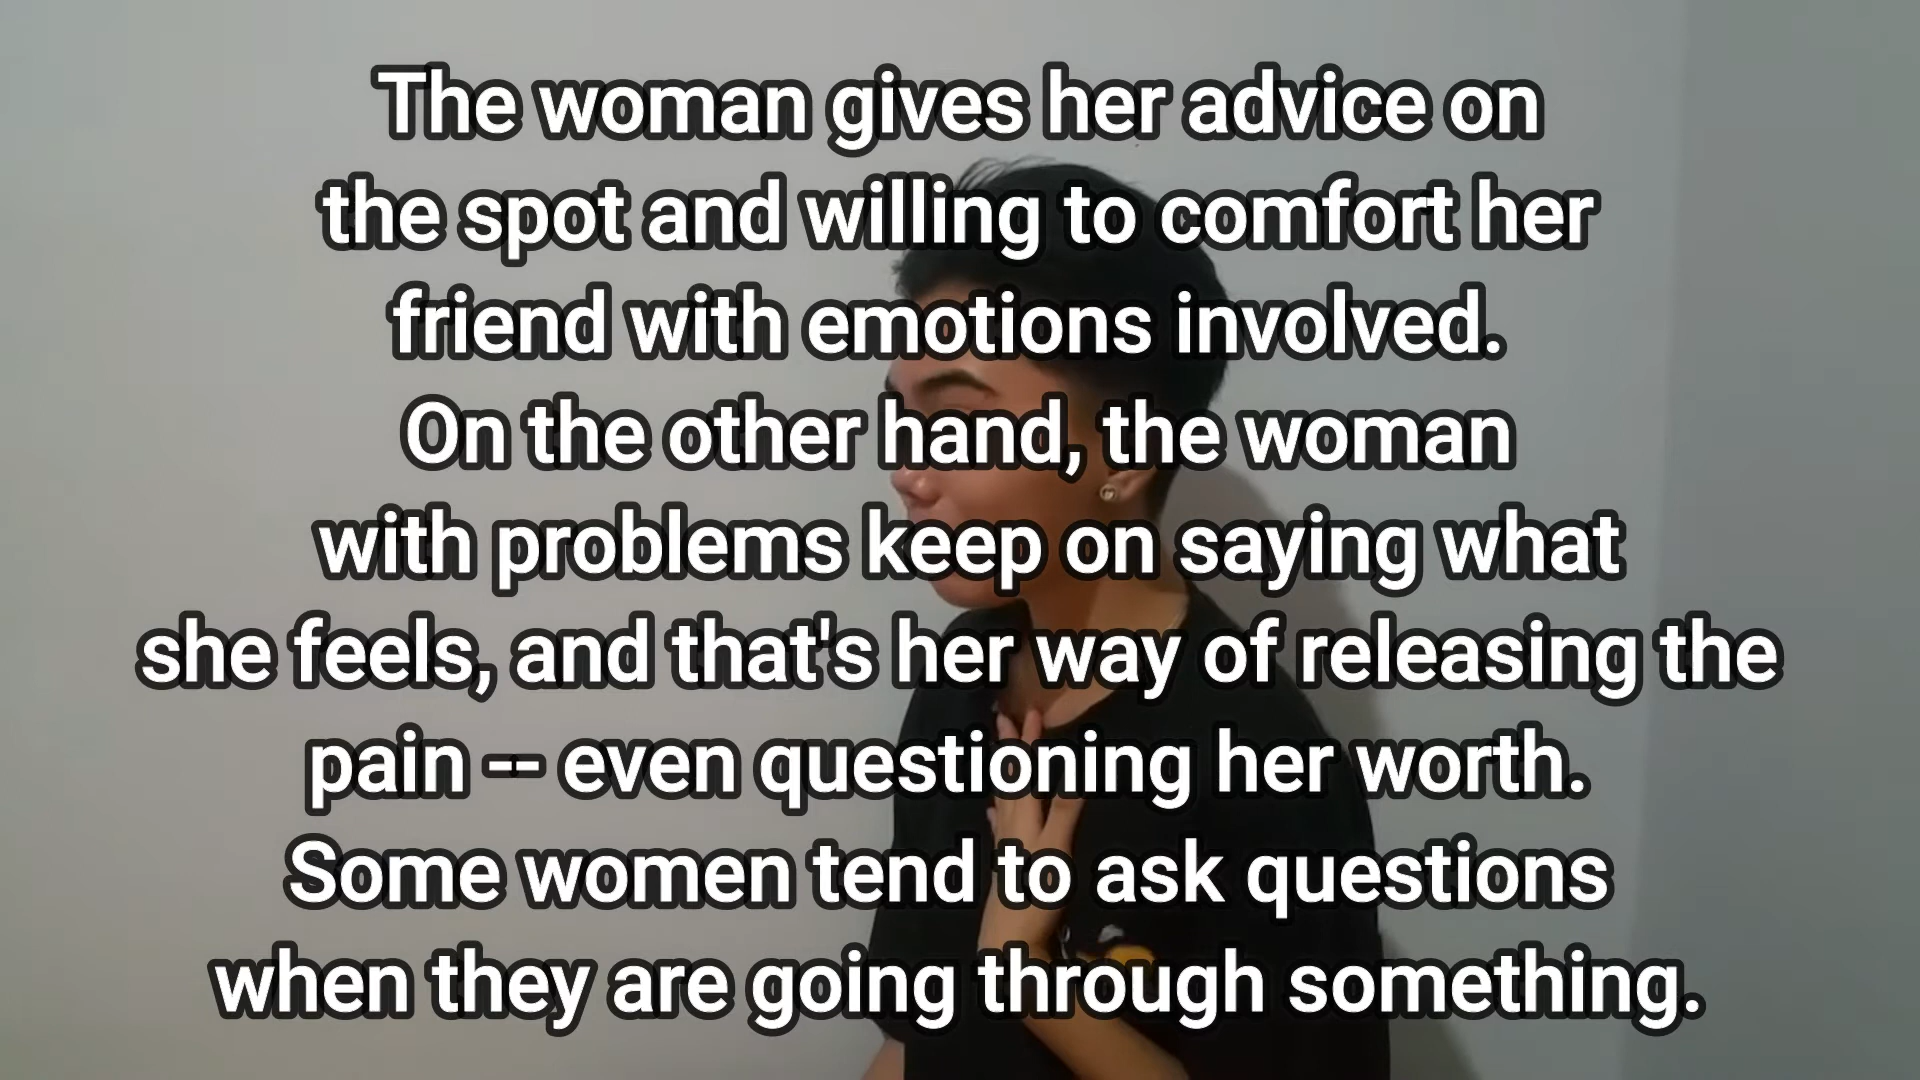 The woman gives her advice on
the spot and willing to comfort her
friend with emotions involved.
On the other hand, the woman
with problems keep on saying what
she feels, and that's her way of releasing the
pain -- even questioning her worth.
Some women tend to ask questions
when they are going through something.